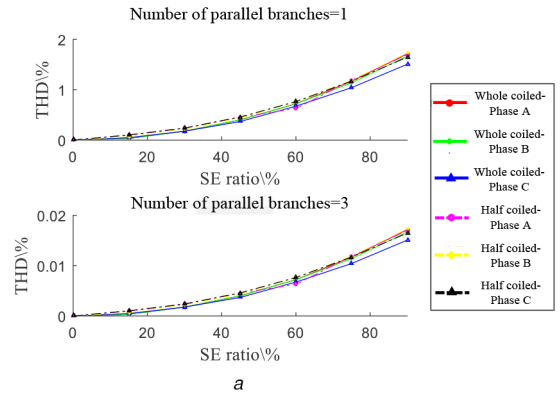 Number of parallel branches=1
THD\%
2
1
0
0
20
40
60
80
SE ratio\%
Number of parallel branches=3
THD\%
0.02
0.01
0
0
20
40
60
80
SE ratio\%
a
Whole coiled-
Phase A
Whole coiled-
Phase B
Whole coiled-
Phase C
Half coiled-
Phase A
Half coiled-
Phase B
Half coiled-
Phase C